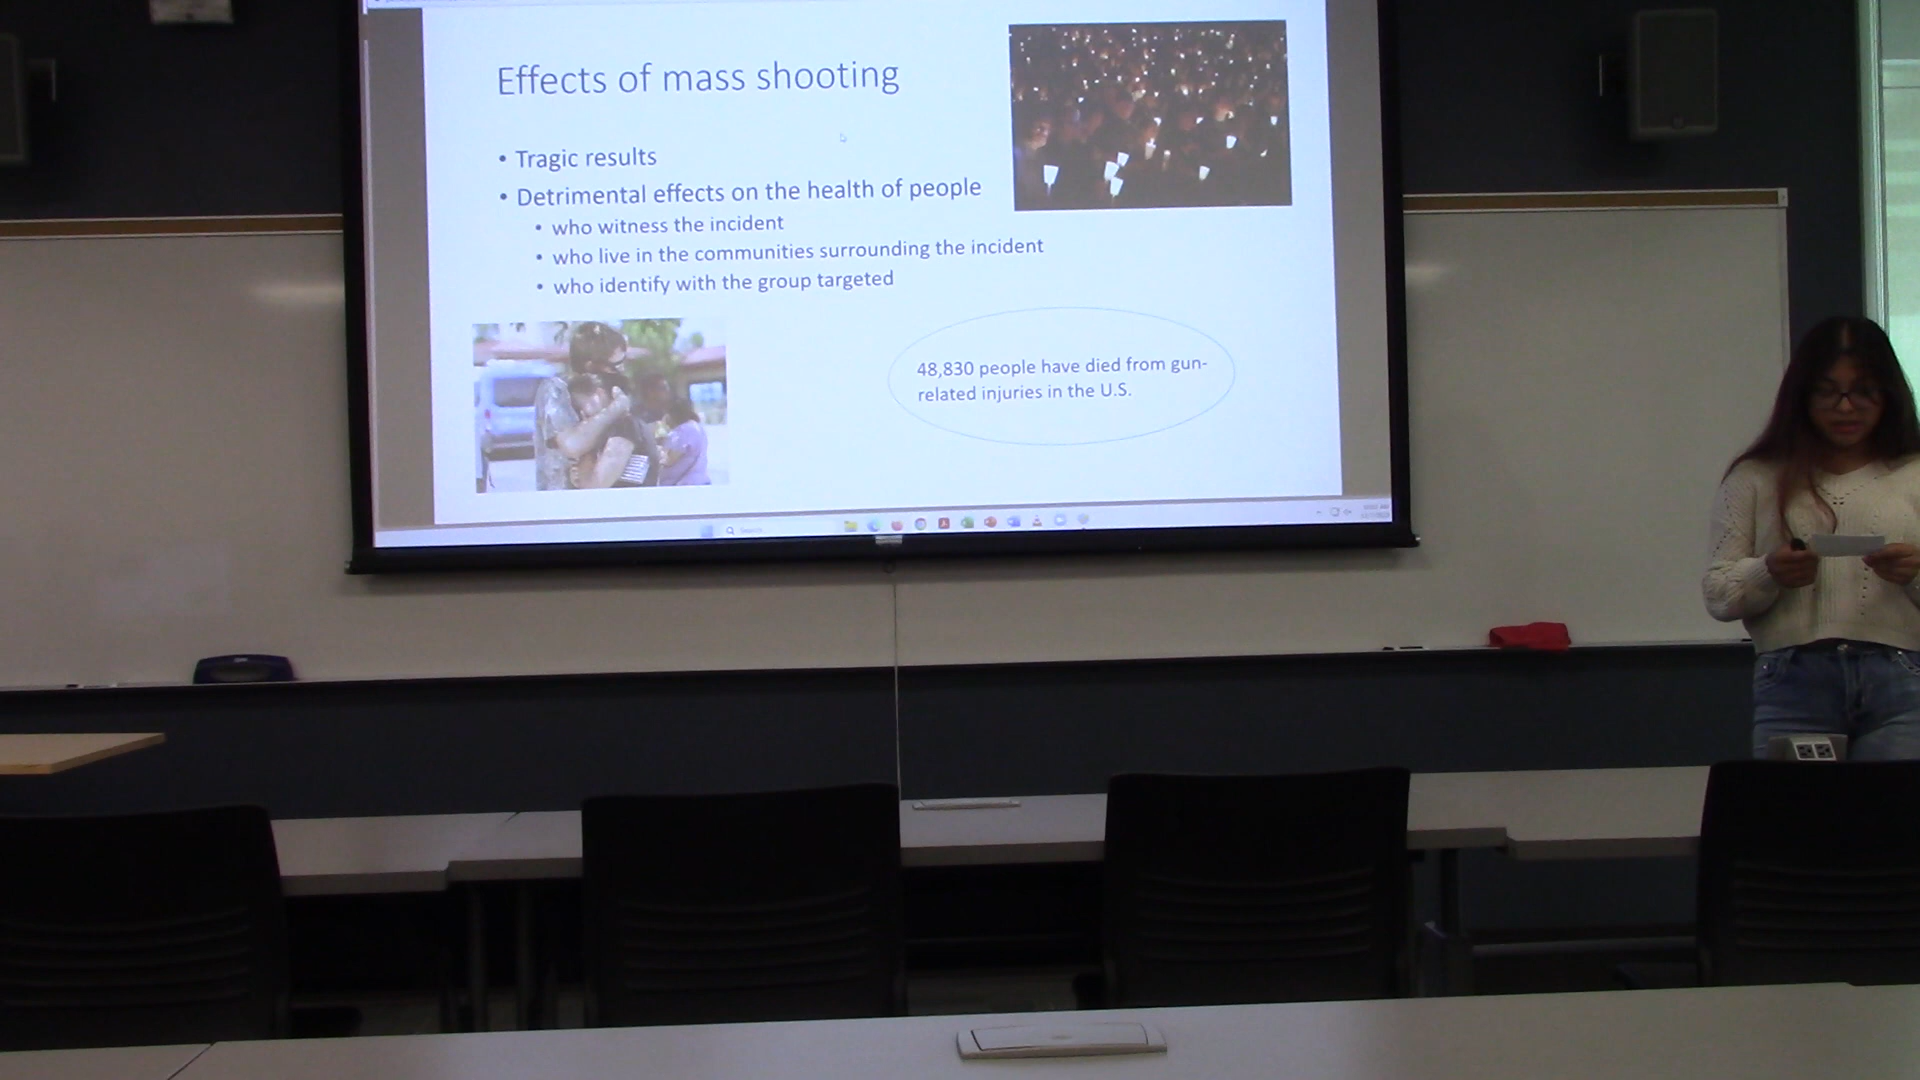 Effects of mass shooting
• Tragic results
• Detrimental effects on the health of people
• who witness the incident
• who live in the communities surrounding the incident
• who identify with the group targeted
48,830 people have died from gun-
related injuries in the U.S.
Search